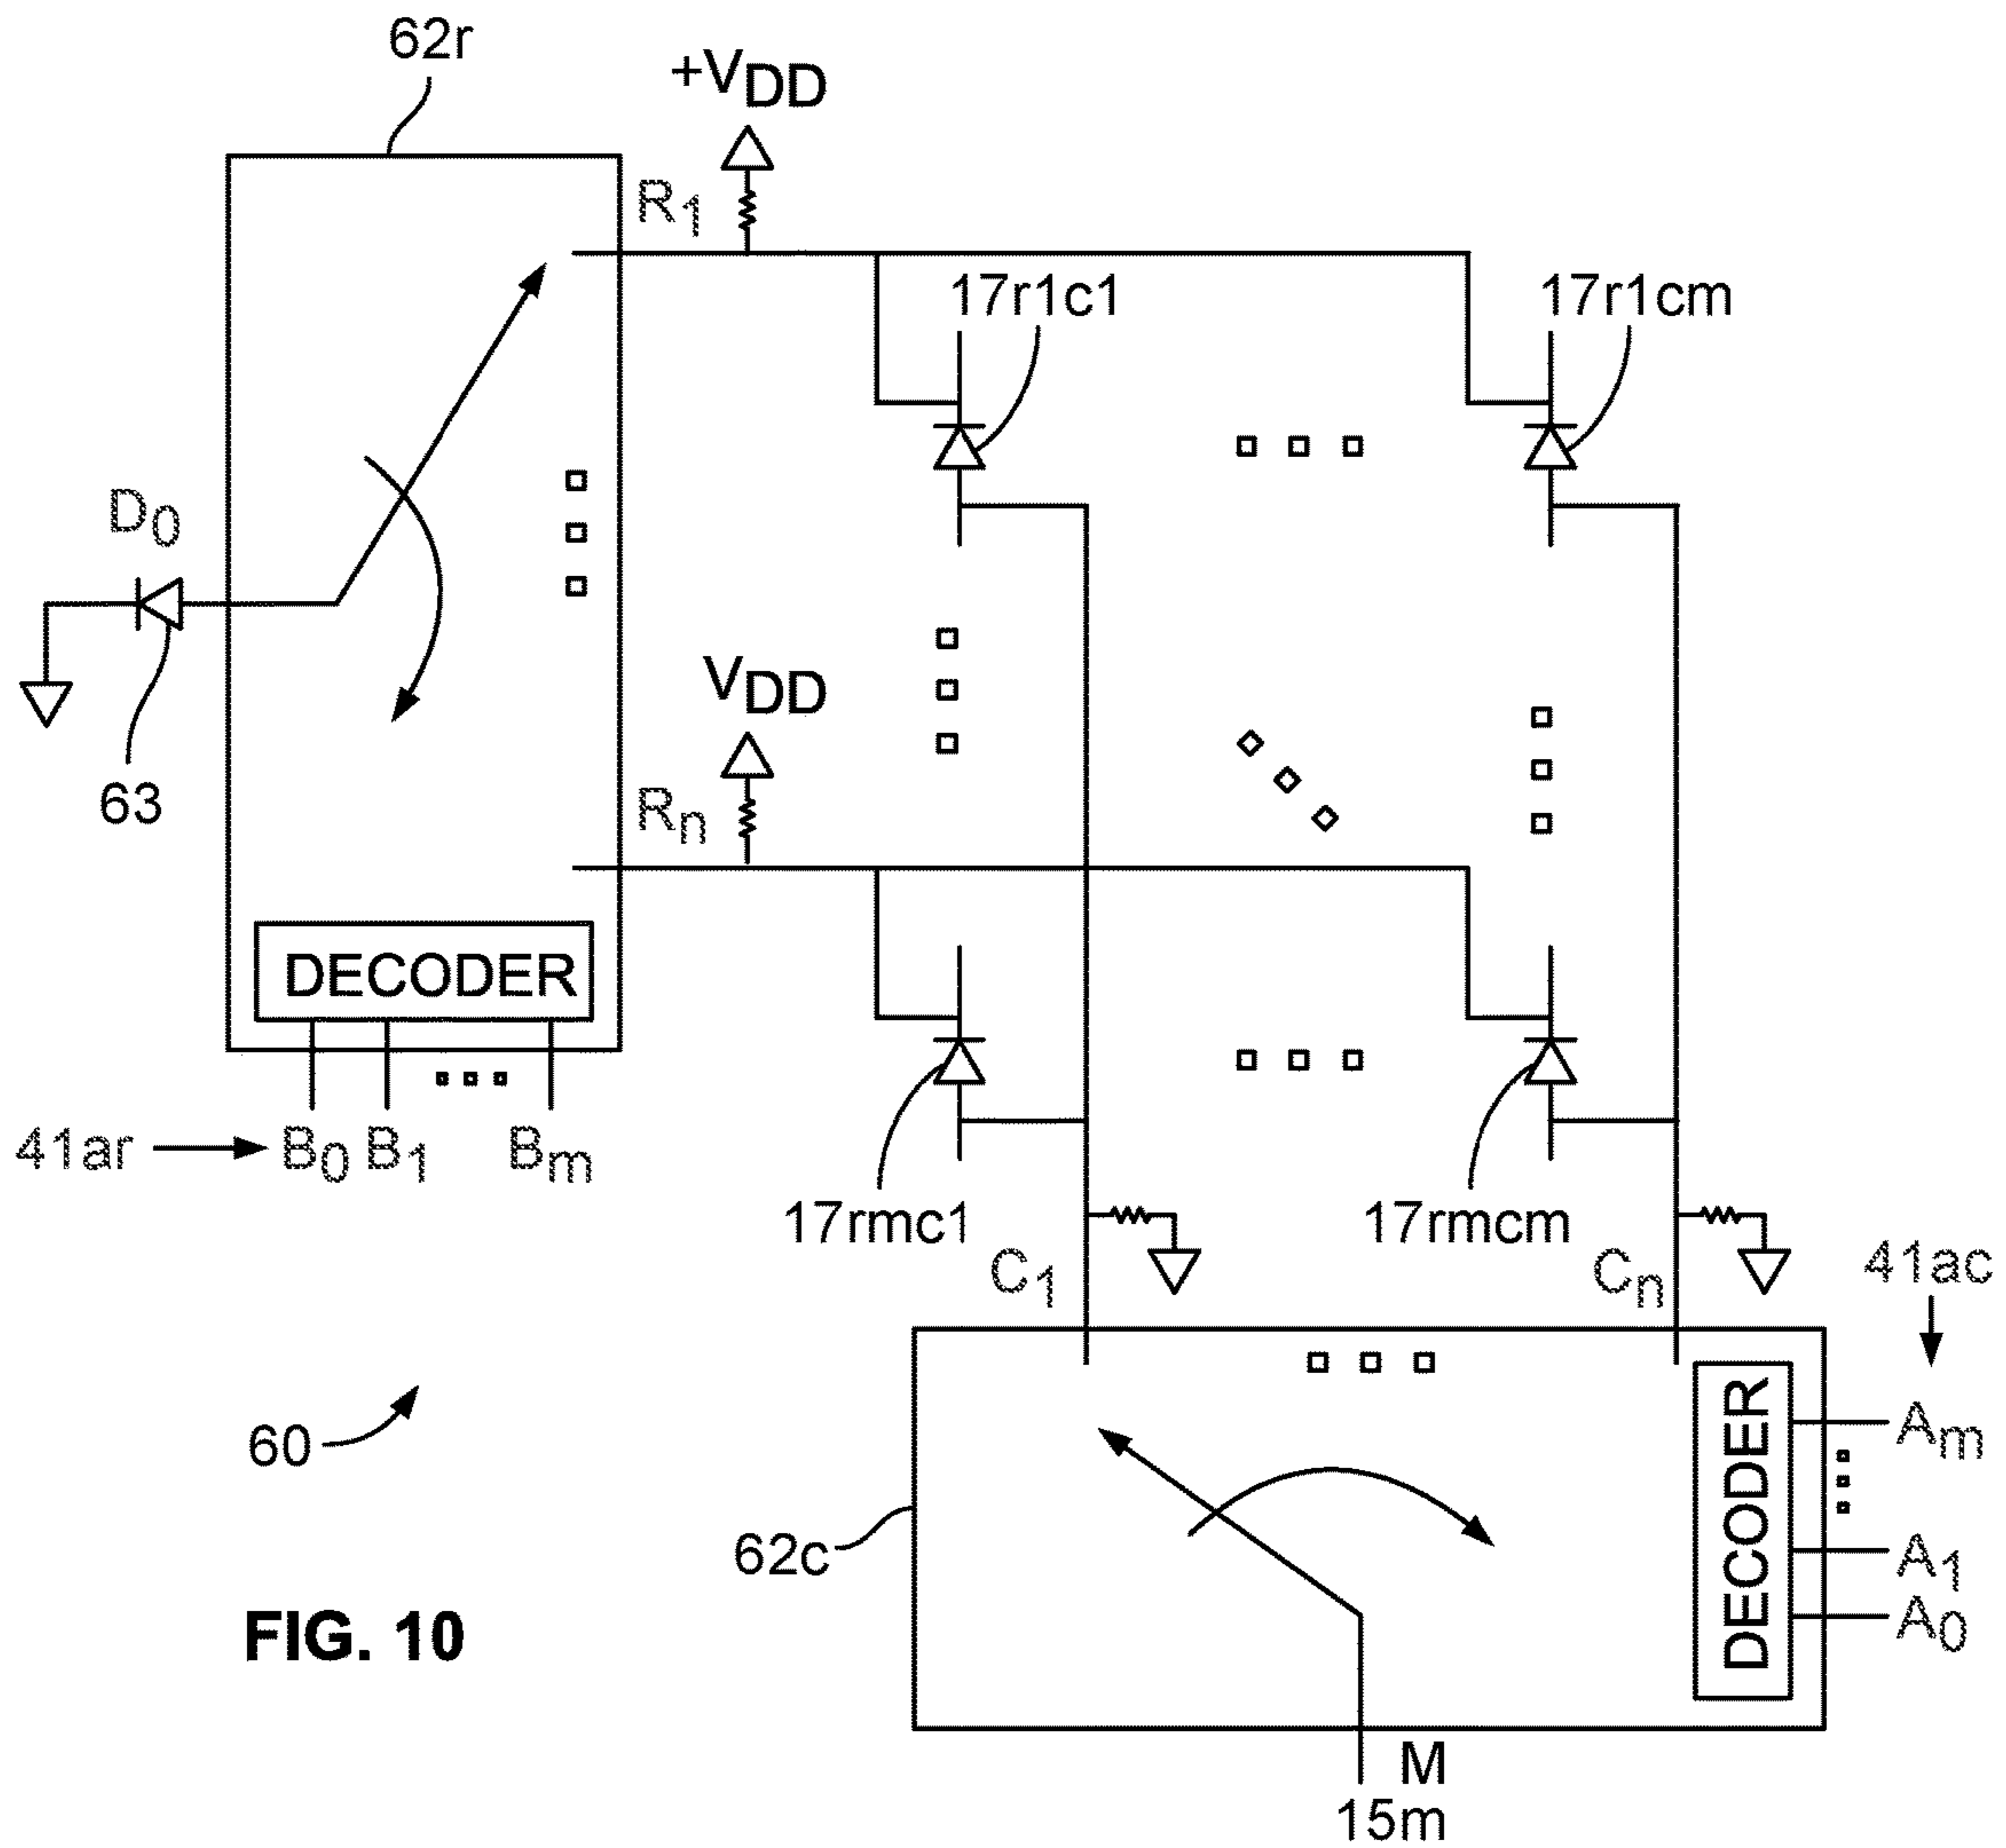 62r
+VDD
R1
17r1c1
17r1cm
D0
63
VDD
Rn
DECODER
41ar
B0 B1 Bm
17rmc1
17rmcm
C1
Cn
41ac
DECODER
Am
A1
A0
60
62c
FIG. 10
M
15m